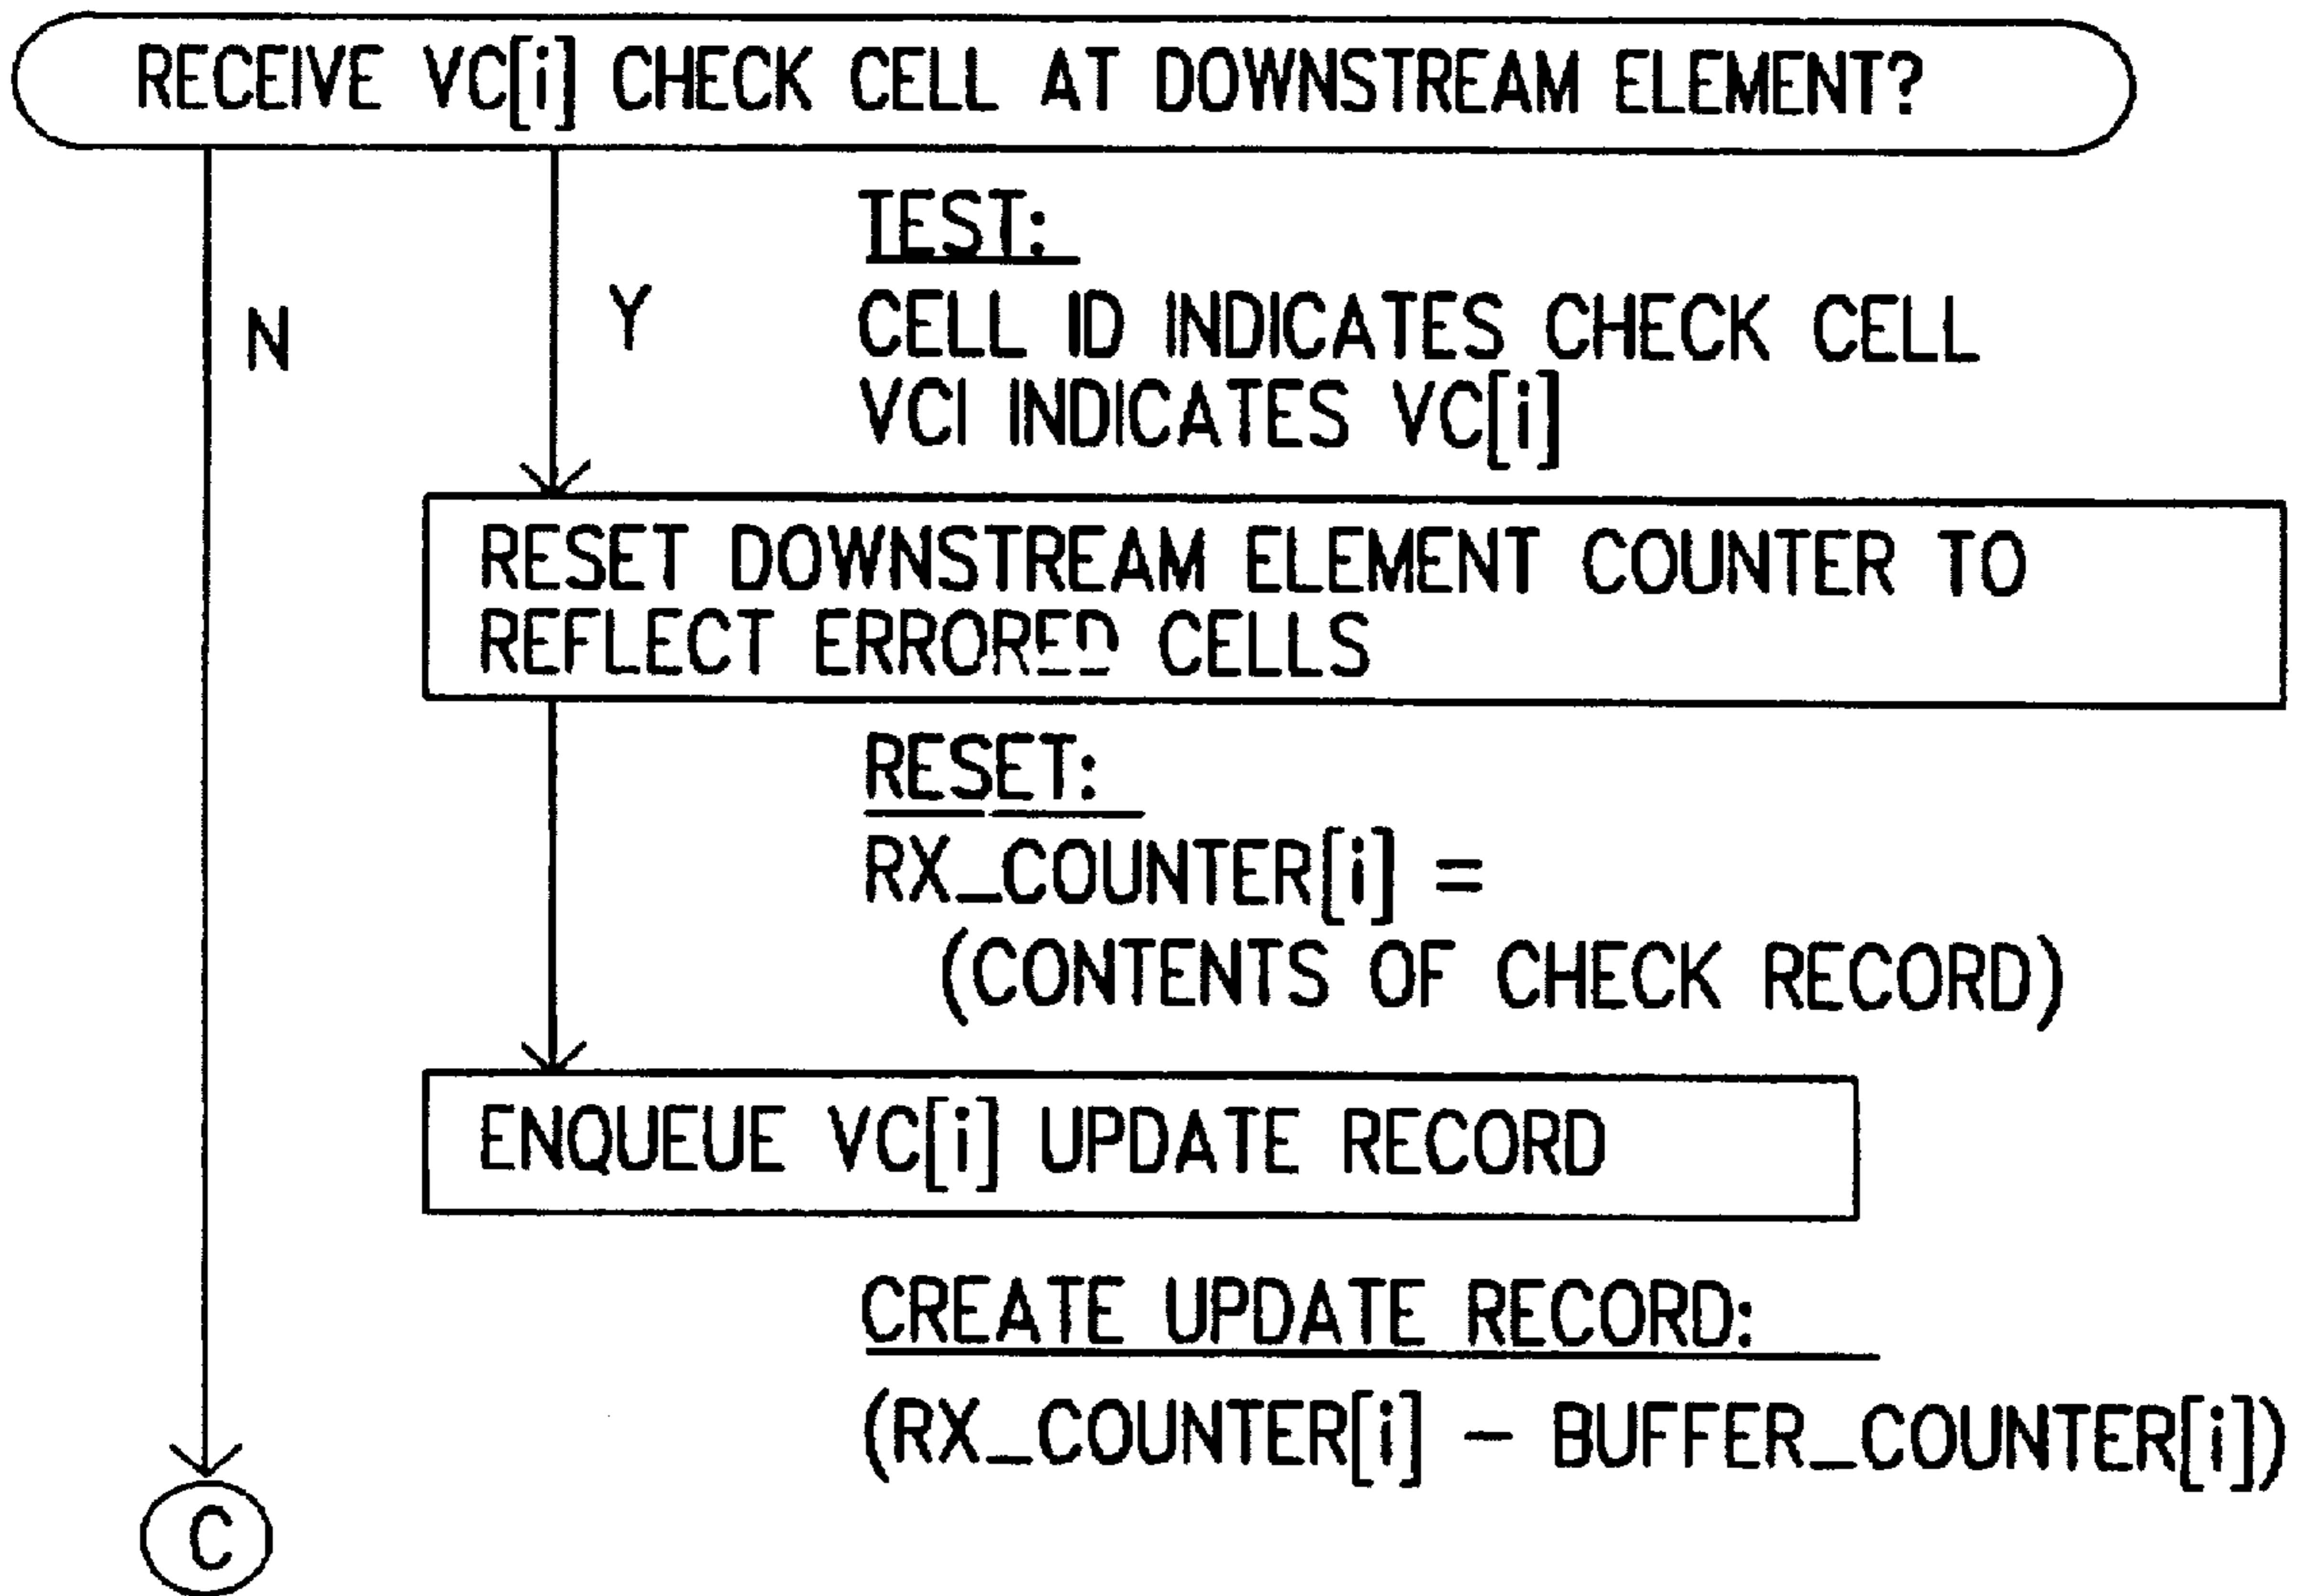 RECEIVE VC[i] CHECK CELL AT DOWNSTREAM ELEMENT?
TEST:
N
Y
CELL ID INDICATES CHECK CELL
VCI INDICATES VC[i]
RESET DOWNSTREAM ELEMENT COUNTER TO
REFLECT ERRORED CELLS
RESET:
RX_COUNTER[i] =
(CONTENTS OF CHECK RECORD)
ENQUEUE VC[i] UPDATE RECORD
CREATE UPDATE RECORD:
(RX_COUNTER[i] – BUFFER_COUNTER[i])
C